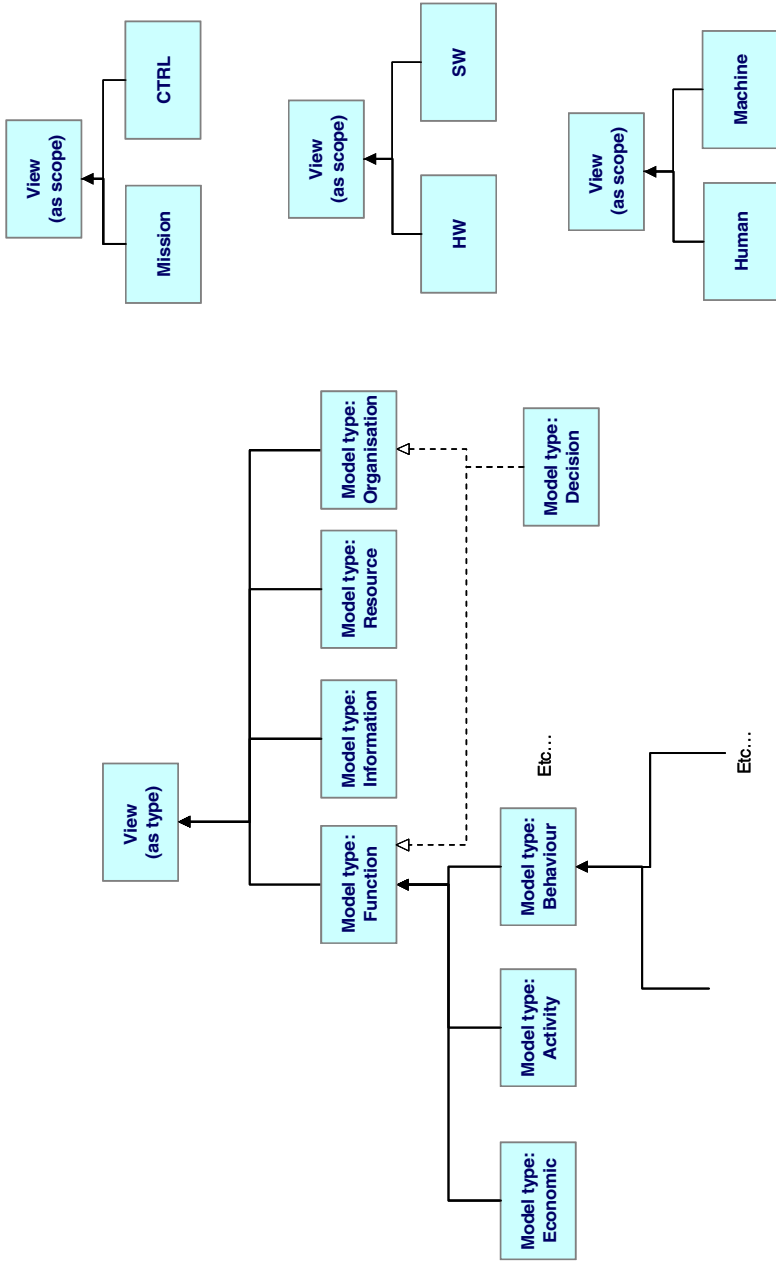 View
(as type)
Model type:
Function
Model type:
Information
Model type:
Resource
Model type:
Organisation
Model type:
Economic
Model type:
Activity
Model type:
Behaviour
Etc…
Model type:
Decision
Etc…
View
(as scope)
Mission
CTRL
View
(as scope)
HW
SW
View
(as scope)
Human
Machine